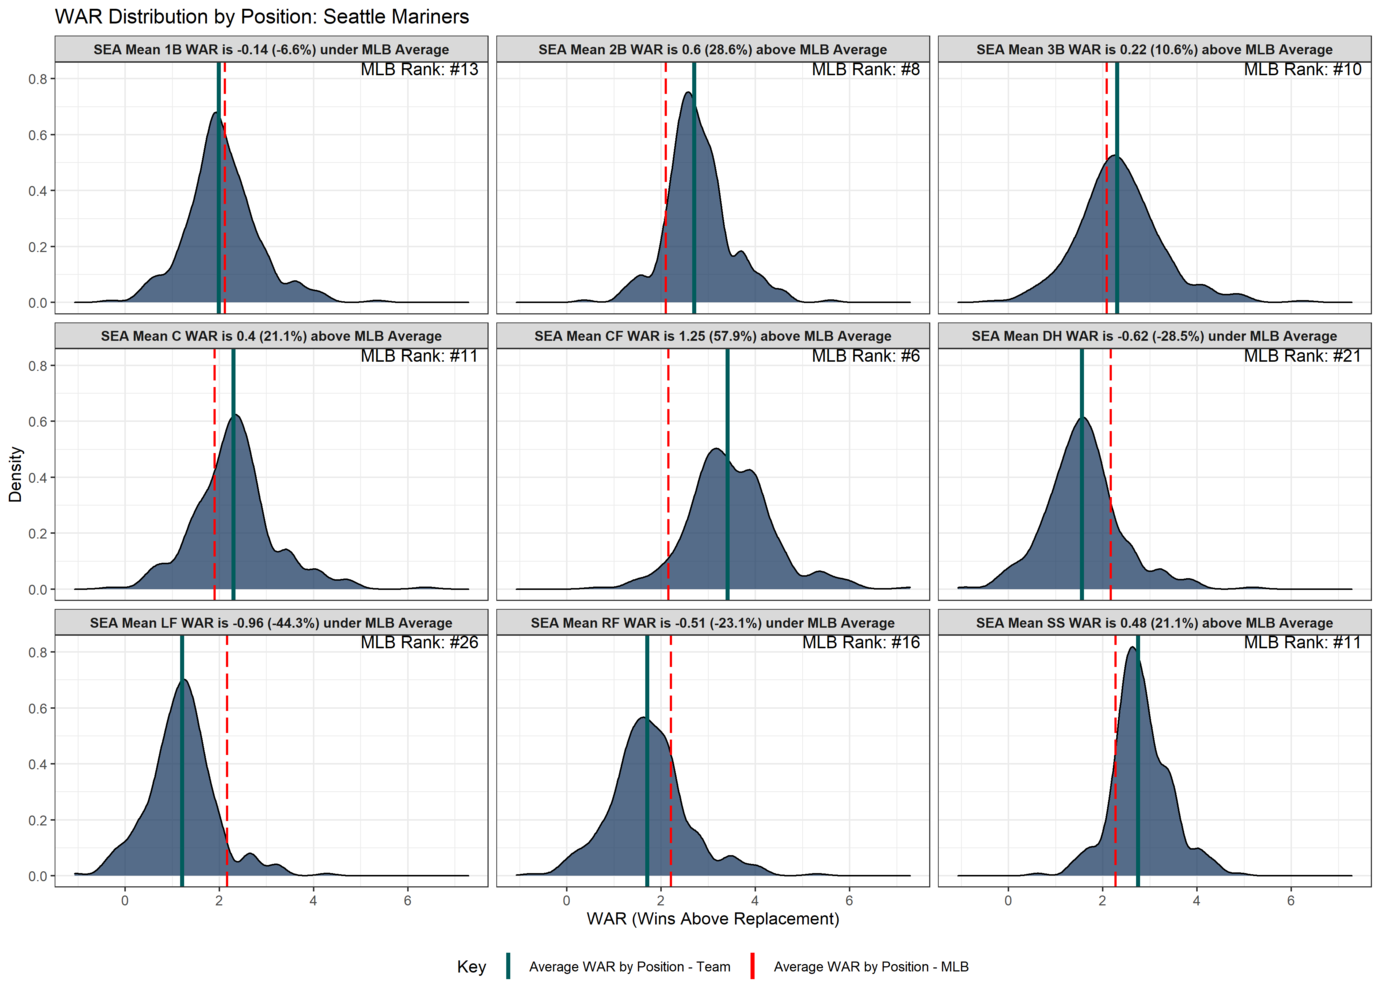 WAR Distribution by Position: Seattle Mariners
SEA Mean 1B WAR is -0.14 (-6.6%) under MLB Average
SEA Mean 2B WAR is 0.6 (28.6%) above MLB Average
SEA Mean 3B WAR is 0.22 (10.6%) above MLB Average
MLB Rank: #13
MLB Rank: #8
MLB Rank: #10
0.8
0.6
0.4
0.2
0.0
SEA Mean C WAR is 0.4 (21.1%) above MLB Average
SEA Mean CF WAR is 1.25 (57.9%) above MLB Average
SEA Mean DH WAR is -0.62 (-28.5%) under MLB Average
MLB Rank: #11
MLB Rank: #6
MLB Rank: #21
0.8
0.6
0.4
0.2
0.0
Density
SEA Mean LF WAR is -0.96 (-44.3%) under MLB Average
SEA Mean RF WAR is -0.51 (-23.1%) under MLB Average
SEA Mean SS WAR is 0.48 (21.1%) above MLB Average
MLB Rank: #26
MLB Rank: #16
MLB Rank: #11
0.8
0.6
0.4
0.2
0.0
0 2 4 6
0 2 4 6
0 2 4 6
WAR (Wins Above Replacement)
Key
Average WAR by Position - Team
Average WAR by Position - MLB